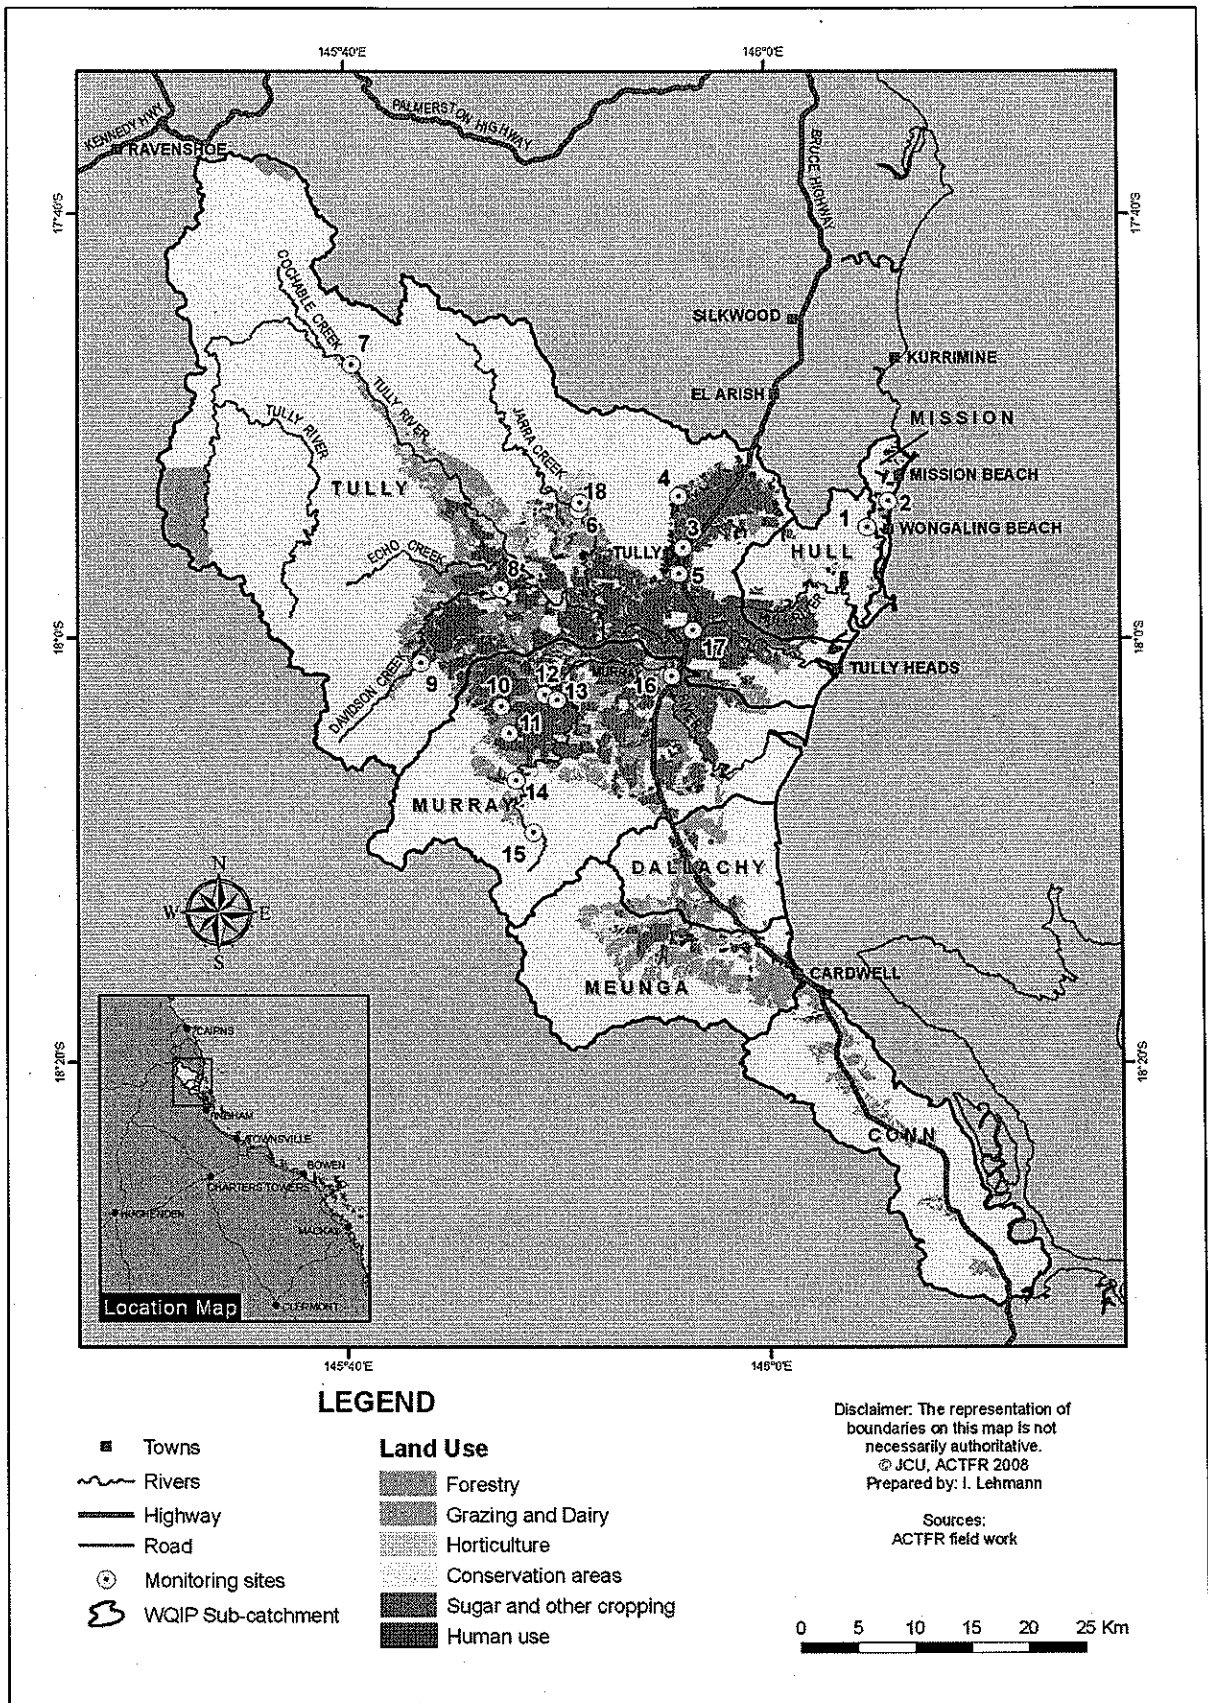 145°40'E
146°0'E
KENNEDY HWY
RAVENSHOE
PALMERSTON HIGHWAY
BRUCE HIGHWAY
17°40'S
17°40'S
COCHABLE CREEK
7
SILKWOOD
KURRIMINE
TULLY RIVER
JARRA CREEK
EL ARISH
MISSION
TULLY RIVER
MISSION BEACH
TULLY
4
18
2
6
3
1
WONGALING BEACH
TULLY
HULL
ECHO CREEK
8
5
18°0'S
18°0'S
17
TULLY HEADS
DAVIDSON CREEK
9
12
13
16
10
11
14
MURRAY
15
DALLACHY
N
W
E
S
CARDWELL
MEUNGA
18°20'S
18°20'S
CONN
CAIRNS
INGHAM
TOWNSVILLE
BOWEN
CHARTERS TOWERS
HUGHENDEN
MACKAY
CLERMONT
Location Map
145°40'E
LEGEND
Towns
Rivers
Highway
Road
Monitoring sites
WQIP Sub-catchment
Land Use
Forestry
Grazing and Dairy
Horticulture
Conservation areas
Sugar and other cropping
Human use
Disclaimer: The representation of
boundaries on this map is not
necessarily authoritative.
© JCU, ACTFR 2008
Prepared by: I. Lehmann
Sources:
ACTFR field work
0 5 10 15 20 25 Km